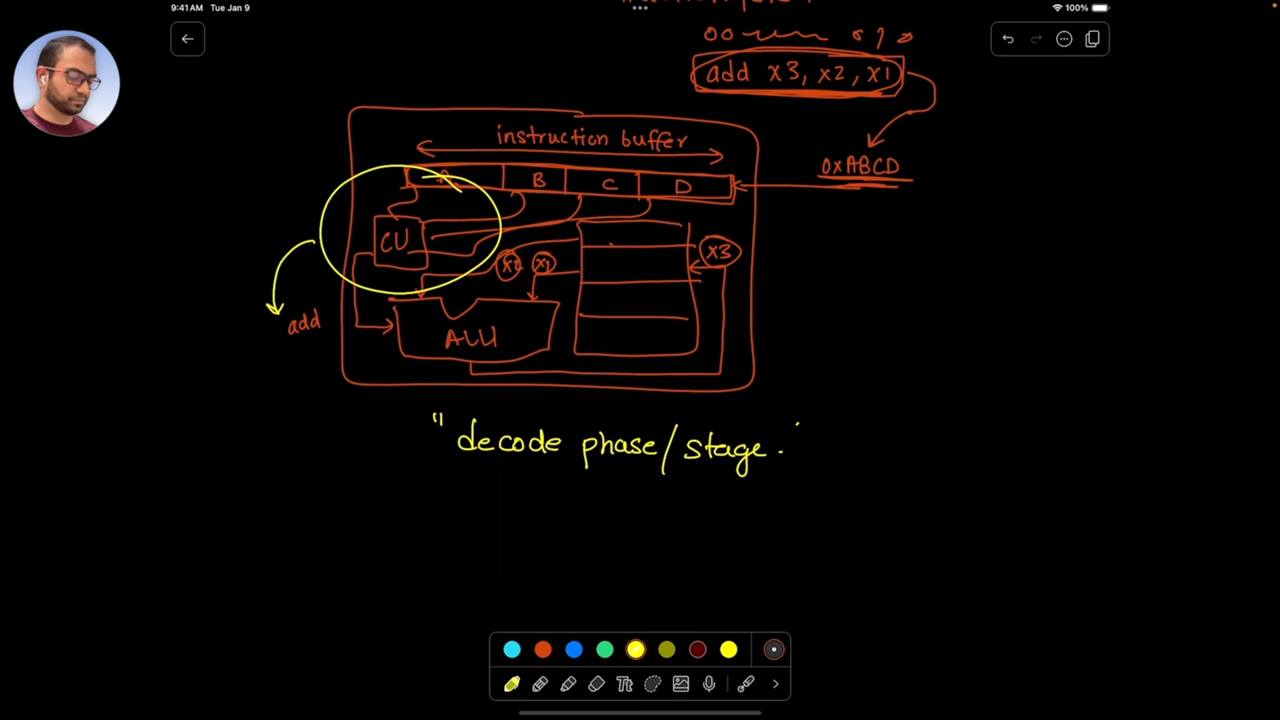 9:41 AM Tue Jan 9
100%
add x3, x2, x1
instruction buffer
0xABCD
A B C D
CU
x2 x1 x3
add
ALU
"decode phase/stage."
Tt